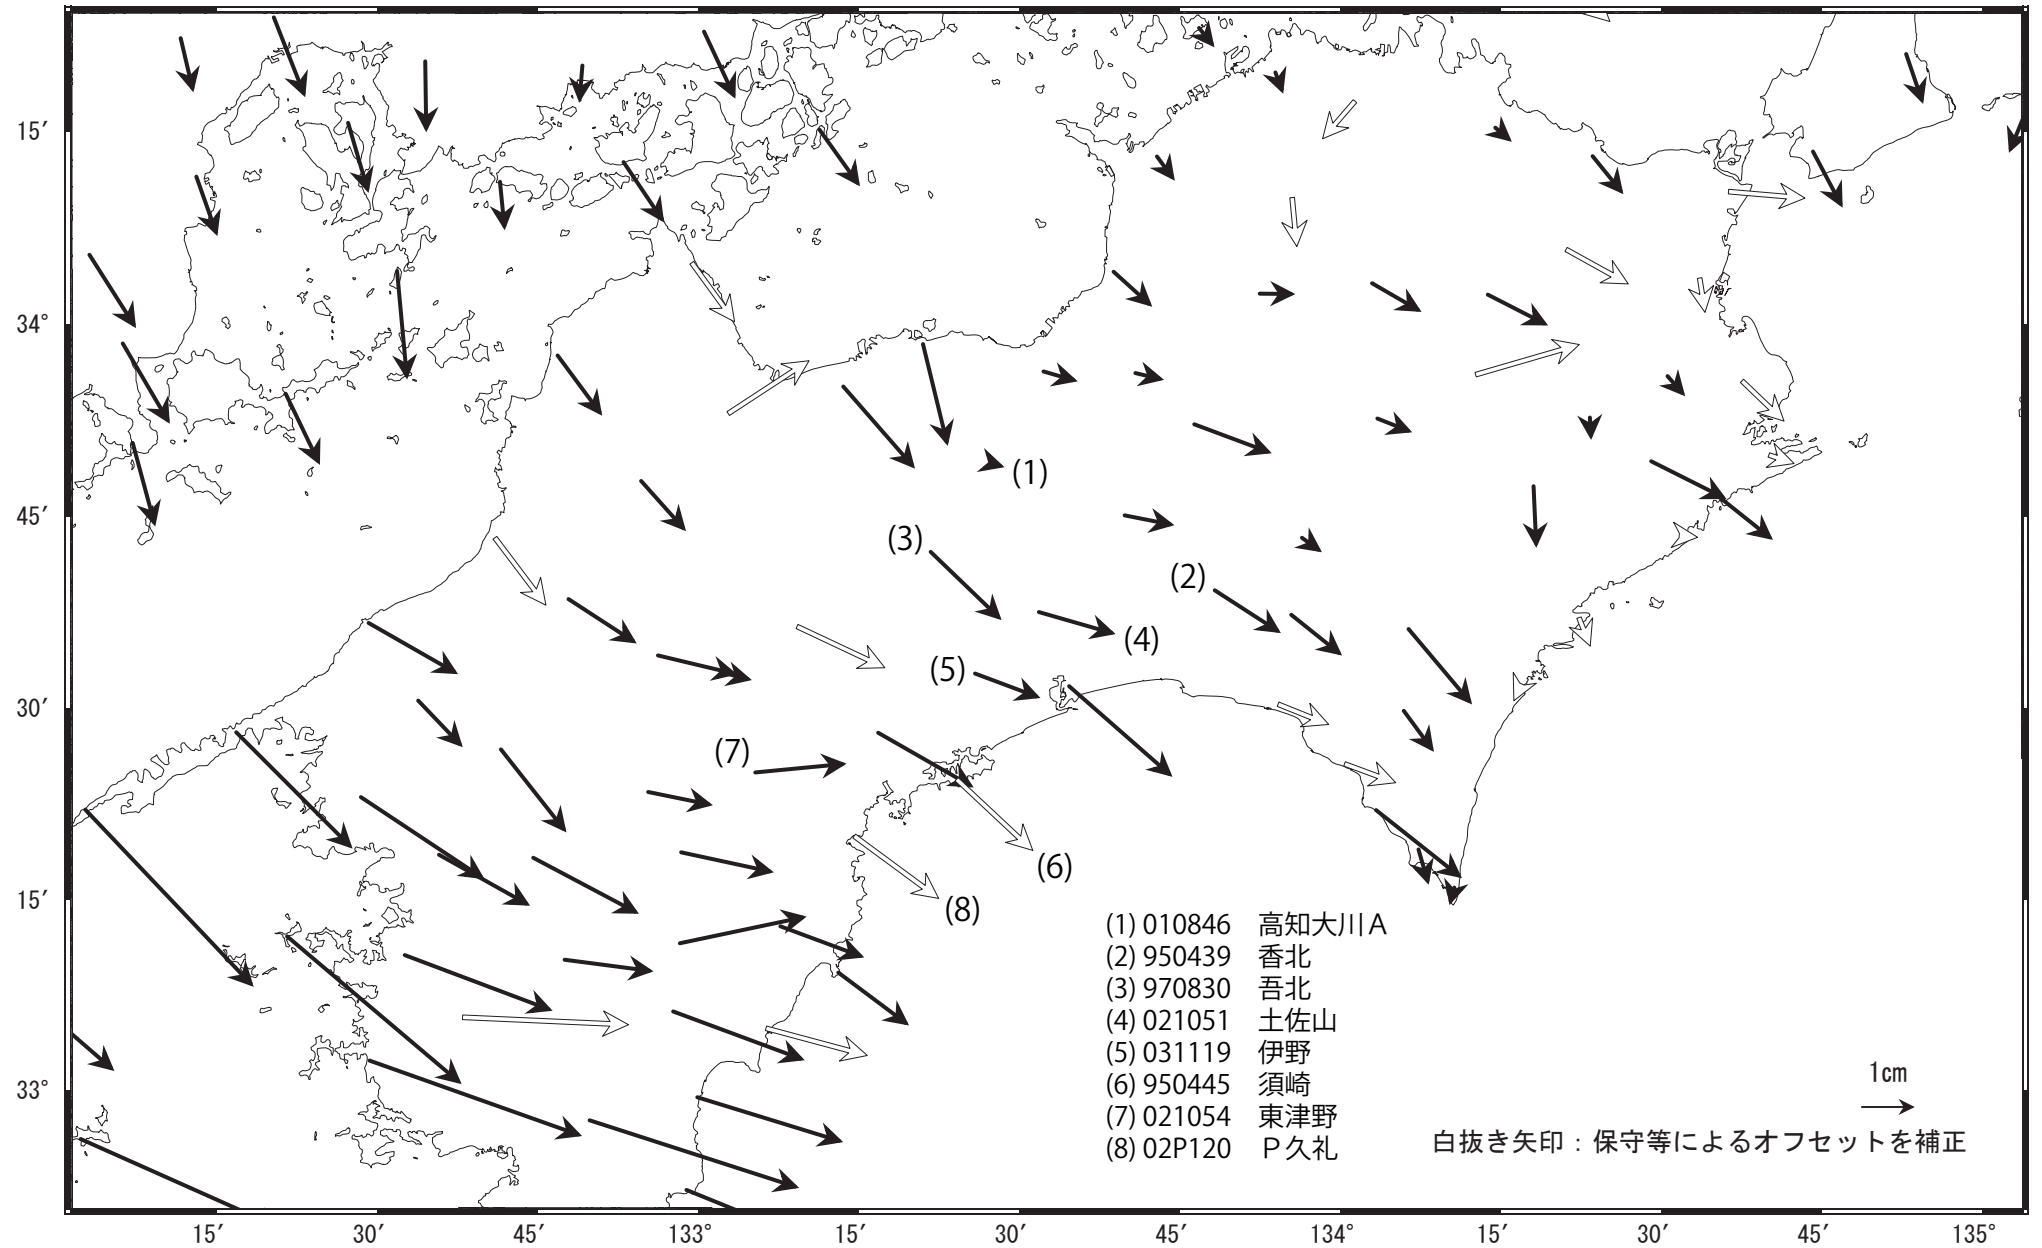 15′
34°
45′
30′
15′
33°
(1)
(3)
(2)
(4)
(5)
(7)
(6)
(8)
(1) 010846 高知大川Ａ
(2) 950439 香北
(3) 970830 吾北
(4) 021051 土佐山
(5) 031119 伊野
(6) 950445 須崎
(7) 021054 東津野
(8) 02P120 Ｐ久礼
1cm
白抜き矢印：保守等によるオフセットを補正
15′ 30′ 45′ 133° 15′ 30′ 45′ 134° 15′ 30′ 45′ 135°